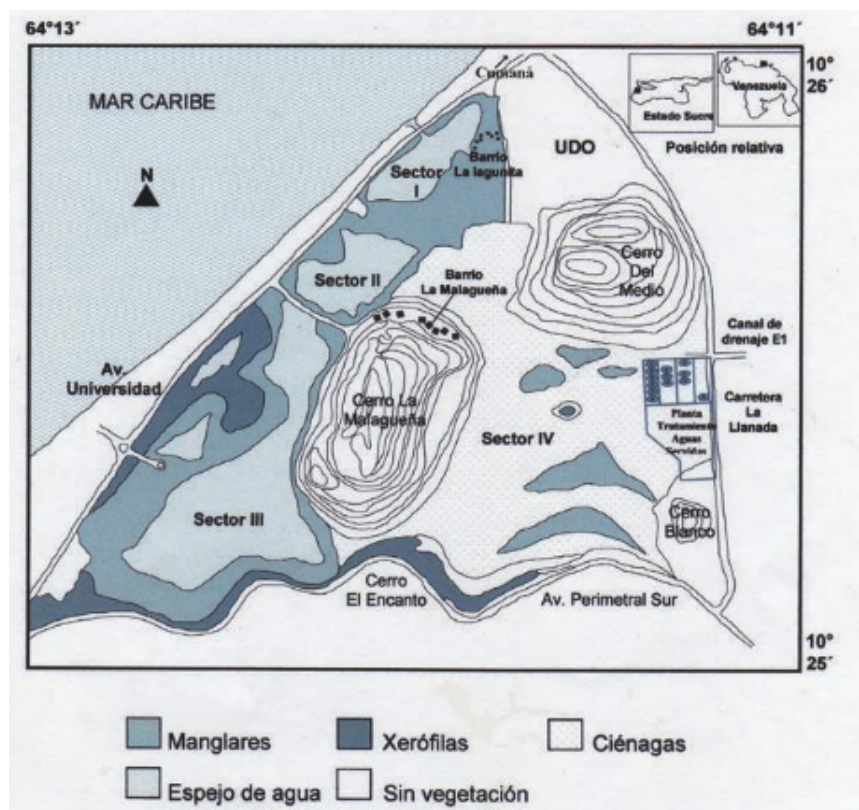 64°13´
64°11´
10°
26´
Cumaná
MAR CARIBE
N
Estado Sucre
Venezuela
Posición relativa
UDO
Sector
I
Barrio
La lagunita
Sector II
Barrio
La Malagueña
Cerro
Del
Medio
Canal de
drenaje E1
Av.
Universidad
Cerro La
Malagueña
Planta
Tratamiento
Aguas
Servidas
Carretera
La
Llanada
Sector IV
Sector III
Cerro
Blanco
Cerro
El Encanto
Av. Perimetral Sur
10°
25´
Manglares
Xerófilas
Ciénagas
Espejo de agua
Sin vegetación